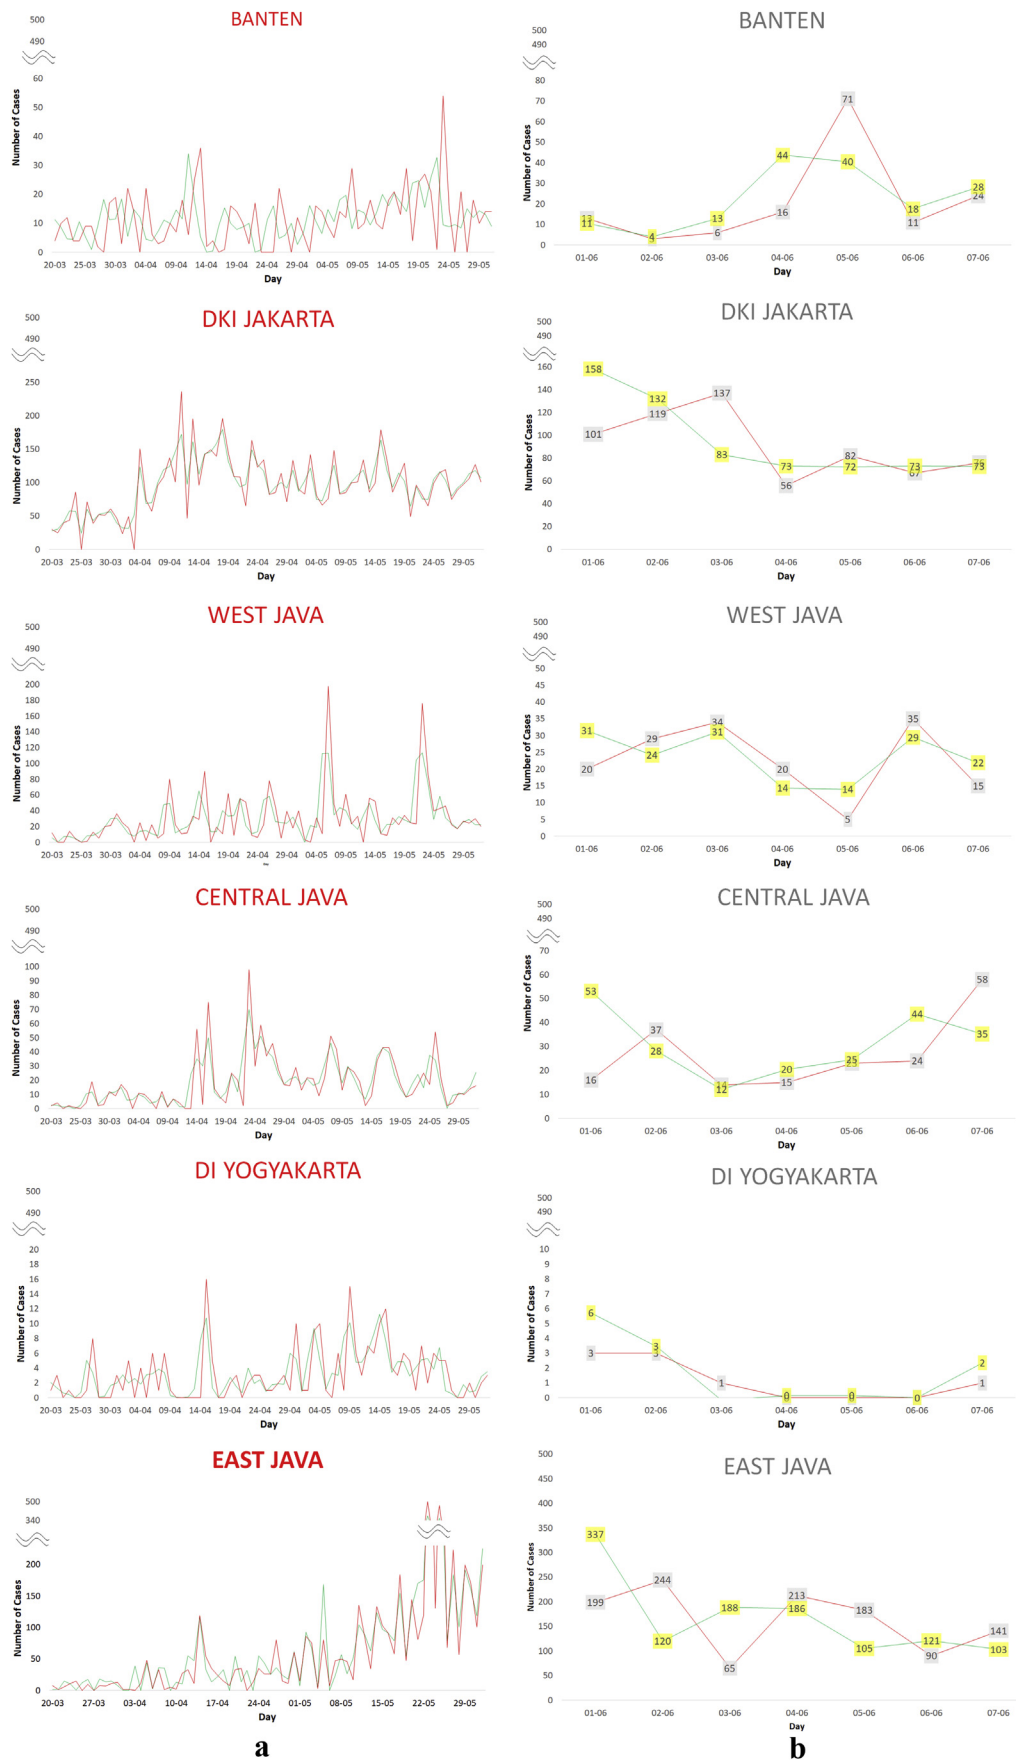 BANTEN
500
490
60
50
40
30
20
10
0
Number of Cases
20-03 25-03 30-03 04-04 09-04 14-04 19-04 24-04 29-04 04-05 09-05 14-05 19-05 24-05 29-05
Day
BANTEN
500
490
80
70
60
50
40
30
20
10
0
Number of Cases
11 4 13 44 40 18 28
6 16 71 11 24
01-06 02-06 03-06 04-06 05-06 06-06 07-06
Day
DKI JAKARTA
500
490
250
200
150
100
50
0
Number of Cases
20-03 25-03 30-03 04-04 09-04 14-04 19-04 24-04 29-04 04-05 09-05 14-05 19-05 24-05 29-05
Day
DKI JAKARTA
500
490
160
140
120
100
80
60
40
20
0
Number of Cases
158 132 83 73 72 73 73
101 119 137 56 82 67
01-06 02-06 03-06 04-06 05-06 06-06 07-06
Day
WEST JAVA
500
490
200
180
160
140
120
100
80
60
40
20
0
Number of Cases
20-03 25-03 30-03 04-04 09-04 14-04 19-04 24-04 29-04 04-05 09-05 14-05 19-05 24-05 29-05
WEST JAVA
500
490
50
45
40
35
30
25
20
15
10
5
0
Number of Cases
31 24 31 14 14 29 22
20 29 34 20 5 35 15
01-06 02-06 03-06 04-06 05-06 06-06 07-06
Day
CENTRAL JAVA
500
490
100
90
80
70
60
50
40
30
20
10
0
Number of Cases
20-03 25-03 30-03 04-04 09-04 14-04 19-04 24-04 29-04 04-05 09-05 14-05 19-05 24-05 29-05
Day
CENTRAL JAVA
500
490
70
60
50
40
30
20
10
0
Number of Cases
53 28 12 20 25 44 35
16 37 15 24 58
01-06 02-06 03-06 04-06 05-06 06-06 07-06
Day
DI YOGYAKARTA
500
490
20
18
16
14
12
10
8
6
4
2
0
Number of Cases
20-03 25-03 30-03 04-04 09-04 14-04 19-04 24-04 29-04 04-05 09-05 14-05 19-05 24-05 29-05
Day
DI YOGYAKARTA
500
490
10
9
8
7
6
5
4
3
2
1
0
Number of Cases
6 3 0 0 0 2
3 3 1 0 0 1
01-06 02-06 03-06 04-06 05-06 06-06 07-06
Day
EAST JAVA
500
340
200
150
100
50
0
Number of Cases
20-03 27-03 03-04 10-04 17-04 24-04 01-05 08-05 15-05 22-05 29-05
Day
EAST JAVA
500
450
400
350
300
250
200
150
100
50
0
Number of Cases
337 120 188 186 105 121 103
199 244 65 213 183 90 141
01-06 02-06 03-06 04-06 05-06 06-06 07-06
Day
a
b